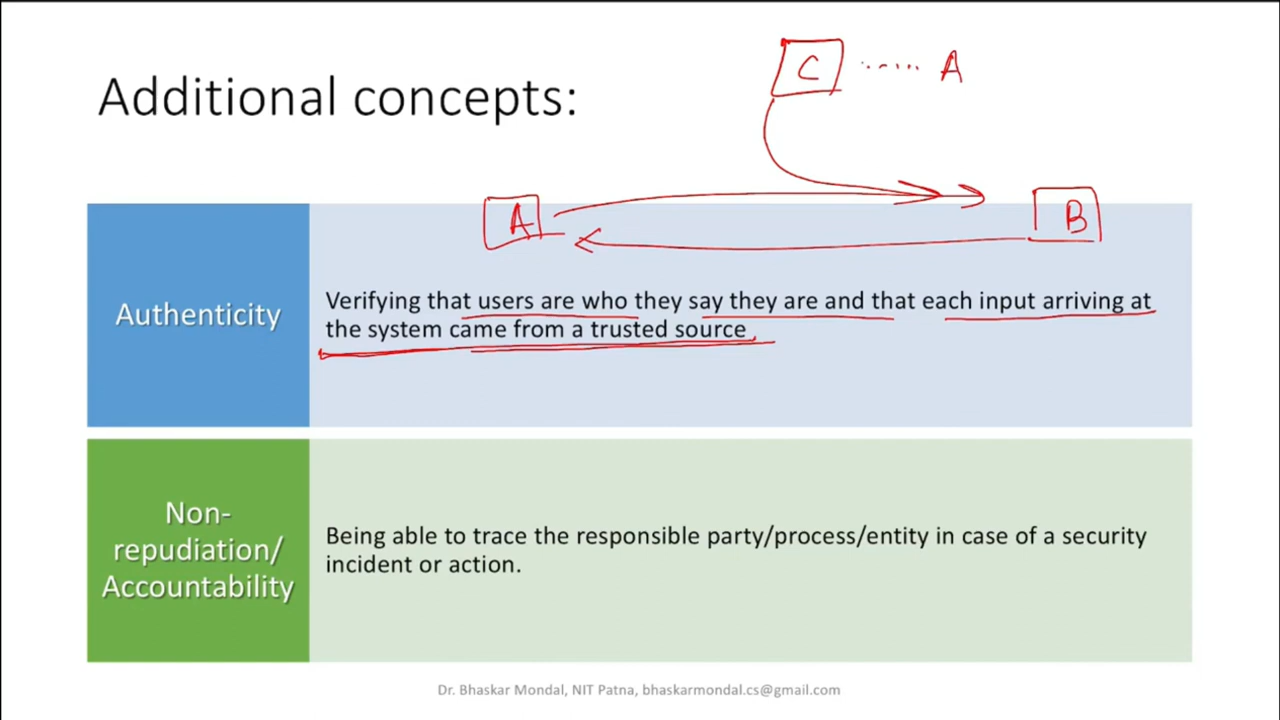 C ...... A
Additional concepts:
A
B
Authenticity
Verifying that users are who they say they are and that each input arriving at
the system came from a trusted source.
Non-
repudiation/
Accountability
Being able to trace the responsible party/process/entity in case of a security
incident or action.
Dr. Bhaskar Mondal, NIT Patna, bhaskarmondal.cs@gmail.com